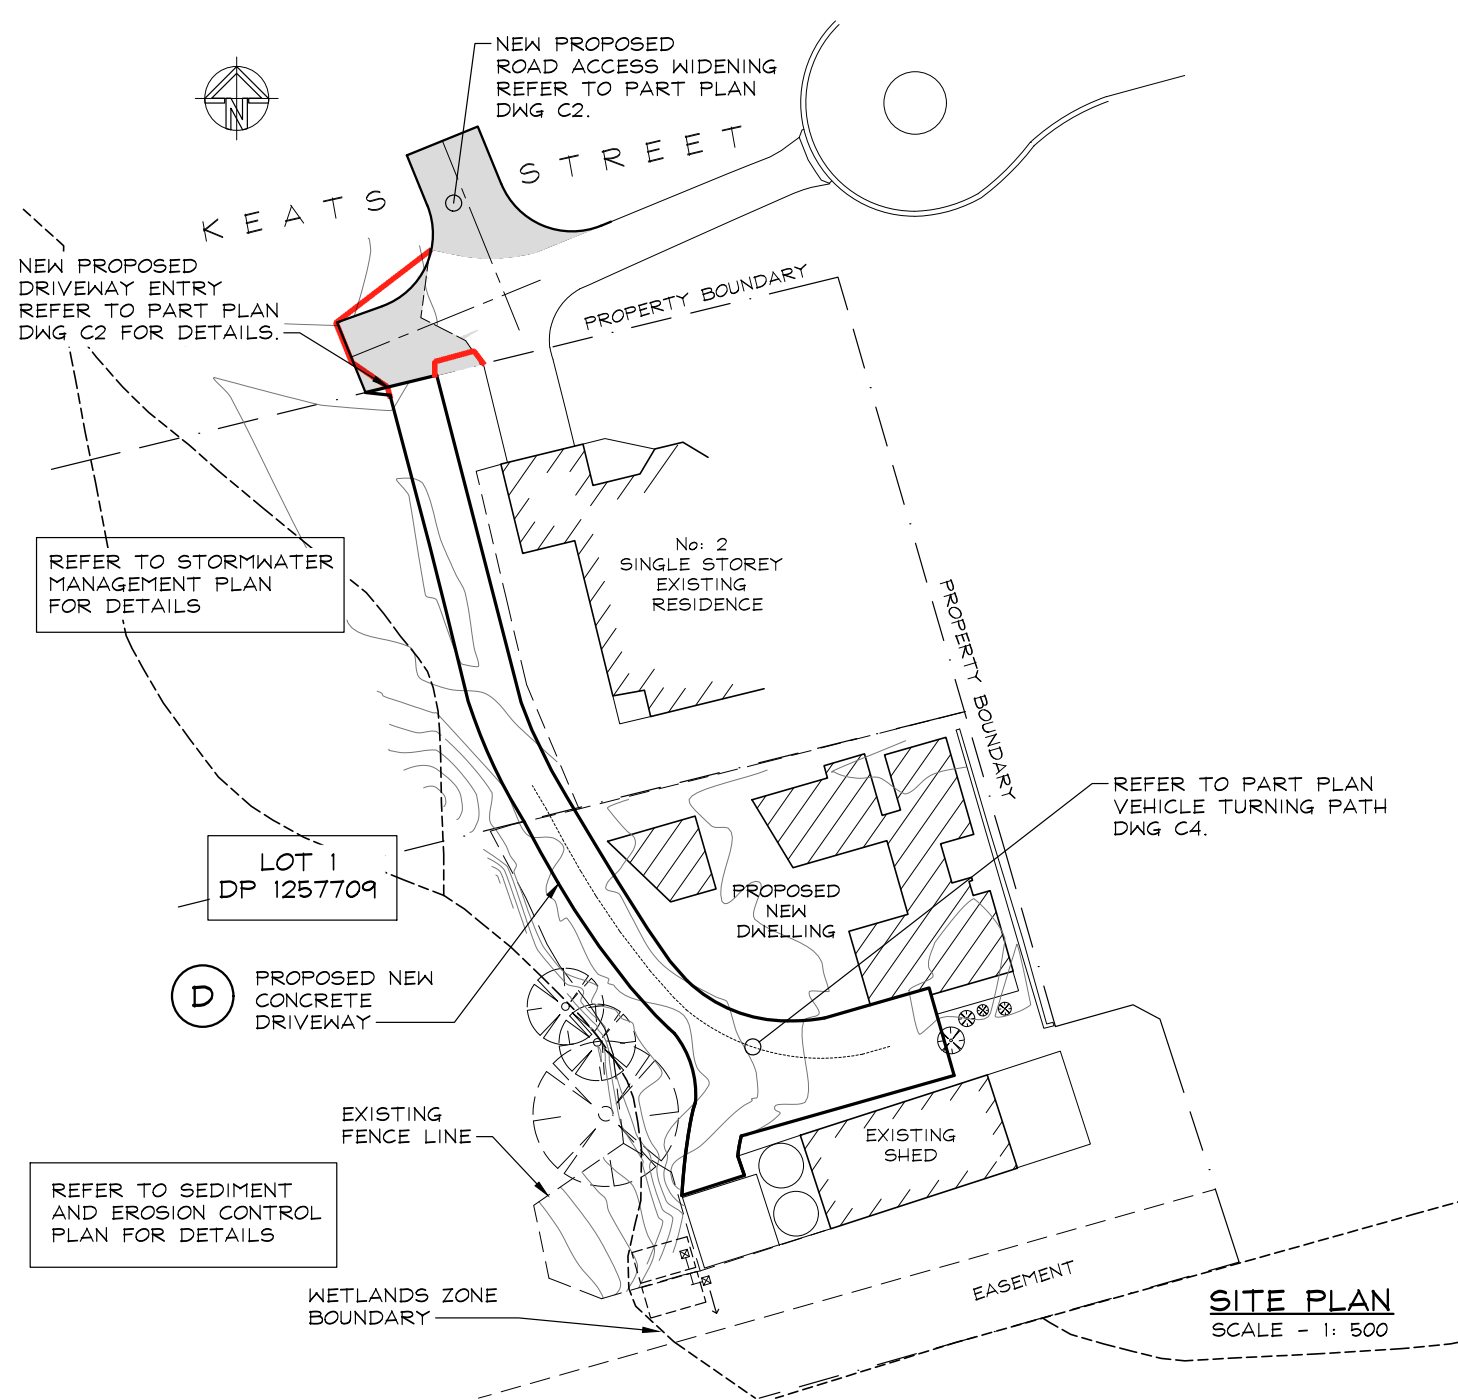 NEW PROPOSED
ROAD ACCESS WIDENING
REFER TO PART PLAN
DWG C2.
N
KEATS STREET
NEW PROPOSED
DRIVEWAY ENTRY
REFER TO PART PLAN
DWG C2 FOR DETAILS.
PROPERTY BOUNDARY
REFER TO STORMWATER
MANAGEMENT PLAN
FOR DETAILS
No: 2
SINGLE STOREY
EXISTING
RESIDENCE
PROPERTY BOUNDARY
REFER TO PART PLAN
VEHICLE TURNING PATH
DWG C4.
LOT 1
DP 1257709
PROPOSED
NEW
DWELLING
D
PROPOSED NEW
CONCRETE
DRIVEWAY
EXISTING
FENCE LINE
EXISTING
SHED
REFER TO SEDIMENT
AND EROSION CONTROL
PLAN FOR DETAILS
WETLANDS ZONE
BOUNDARY
EASEMENT
SITE PLAN
SCALE - 1: 500